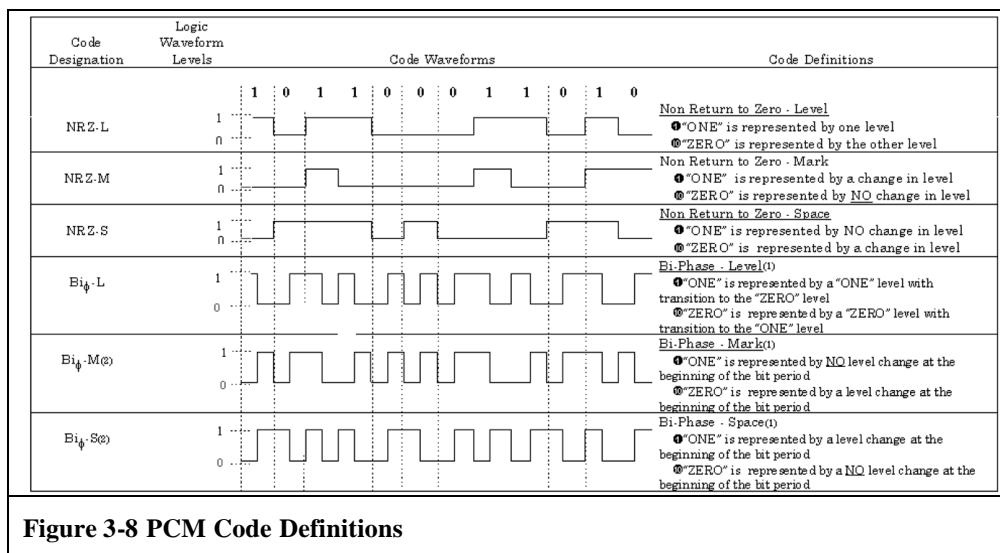 Code
Designation
Logic
Waveform
Levels
Code Waveforms
Code Definitions
1 0 1 1 0 0 0 1 1 0 1 0
NRZ-L
1
0
Non Return to Zero - Level
❶"ONE" is represented by one level
❿"ZERO" is represented by the other level
NRZ-M
1
0
Non Return to Zero - Mark
❶"ONE" is represented by a change in level
❿"ZERO" is represented by NO change in level
NRZ-S
1
0
Non Return to Zero - Space
❶"ONE" is represented by NO change in level
❿"ZERO" is represented by a change in level
Biϕ-L
1
0
Bi-Phase - Level(1)
❶"ONE" is represented by a "ONE" level with
transition to the "ZERO" level
❿"ZERO" is represented by a "ZERO" level with
transition to the "ONE" level
Biϕ-M(2)
1
0
Bi-Phase - Mark(1)
❶"ONE" is represented by NO level change at the
beginning of the bit period
❿"ZERO" is represented by a level change at the
beginning of the bit period
Biϕ-S(2)
1
0
Bi-Phase - Space(1)
❶"ONE" is represented by a level change at the
beginning of the bit period
❿"ZERO" is represented by a NO level change at the
beginning of the bit period
Figure 3-8 PCM Code Definitions